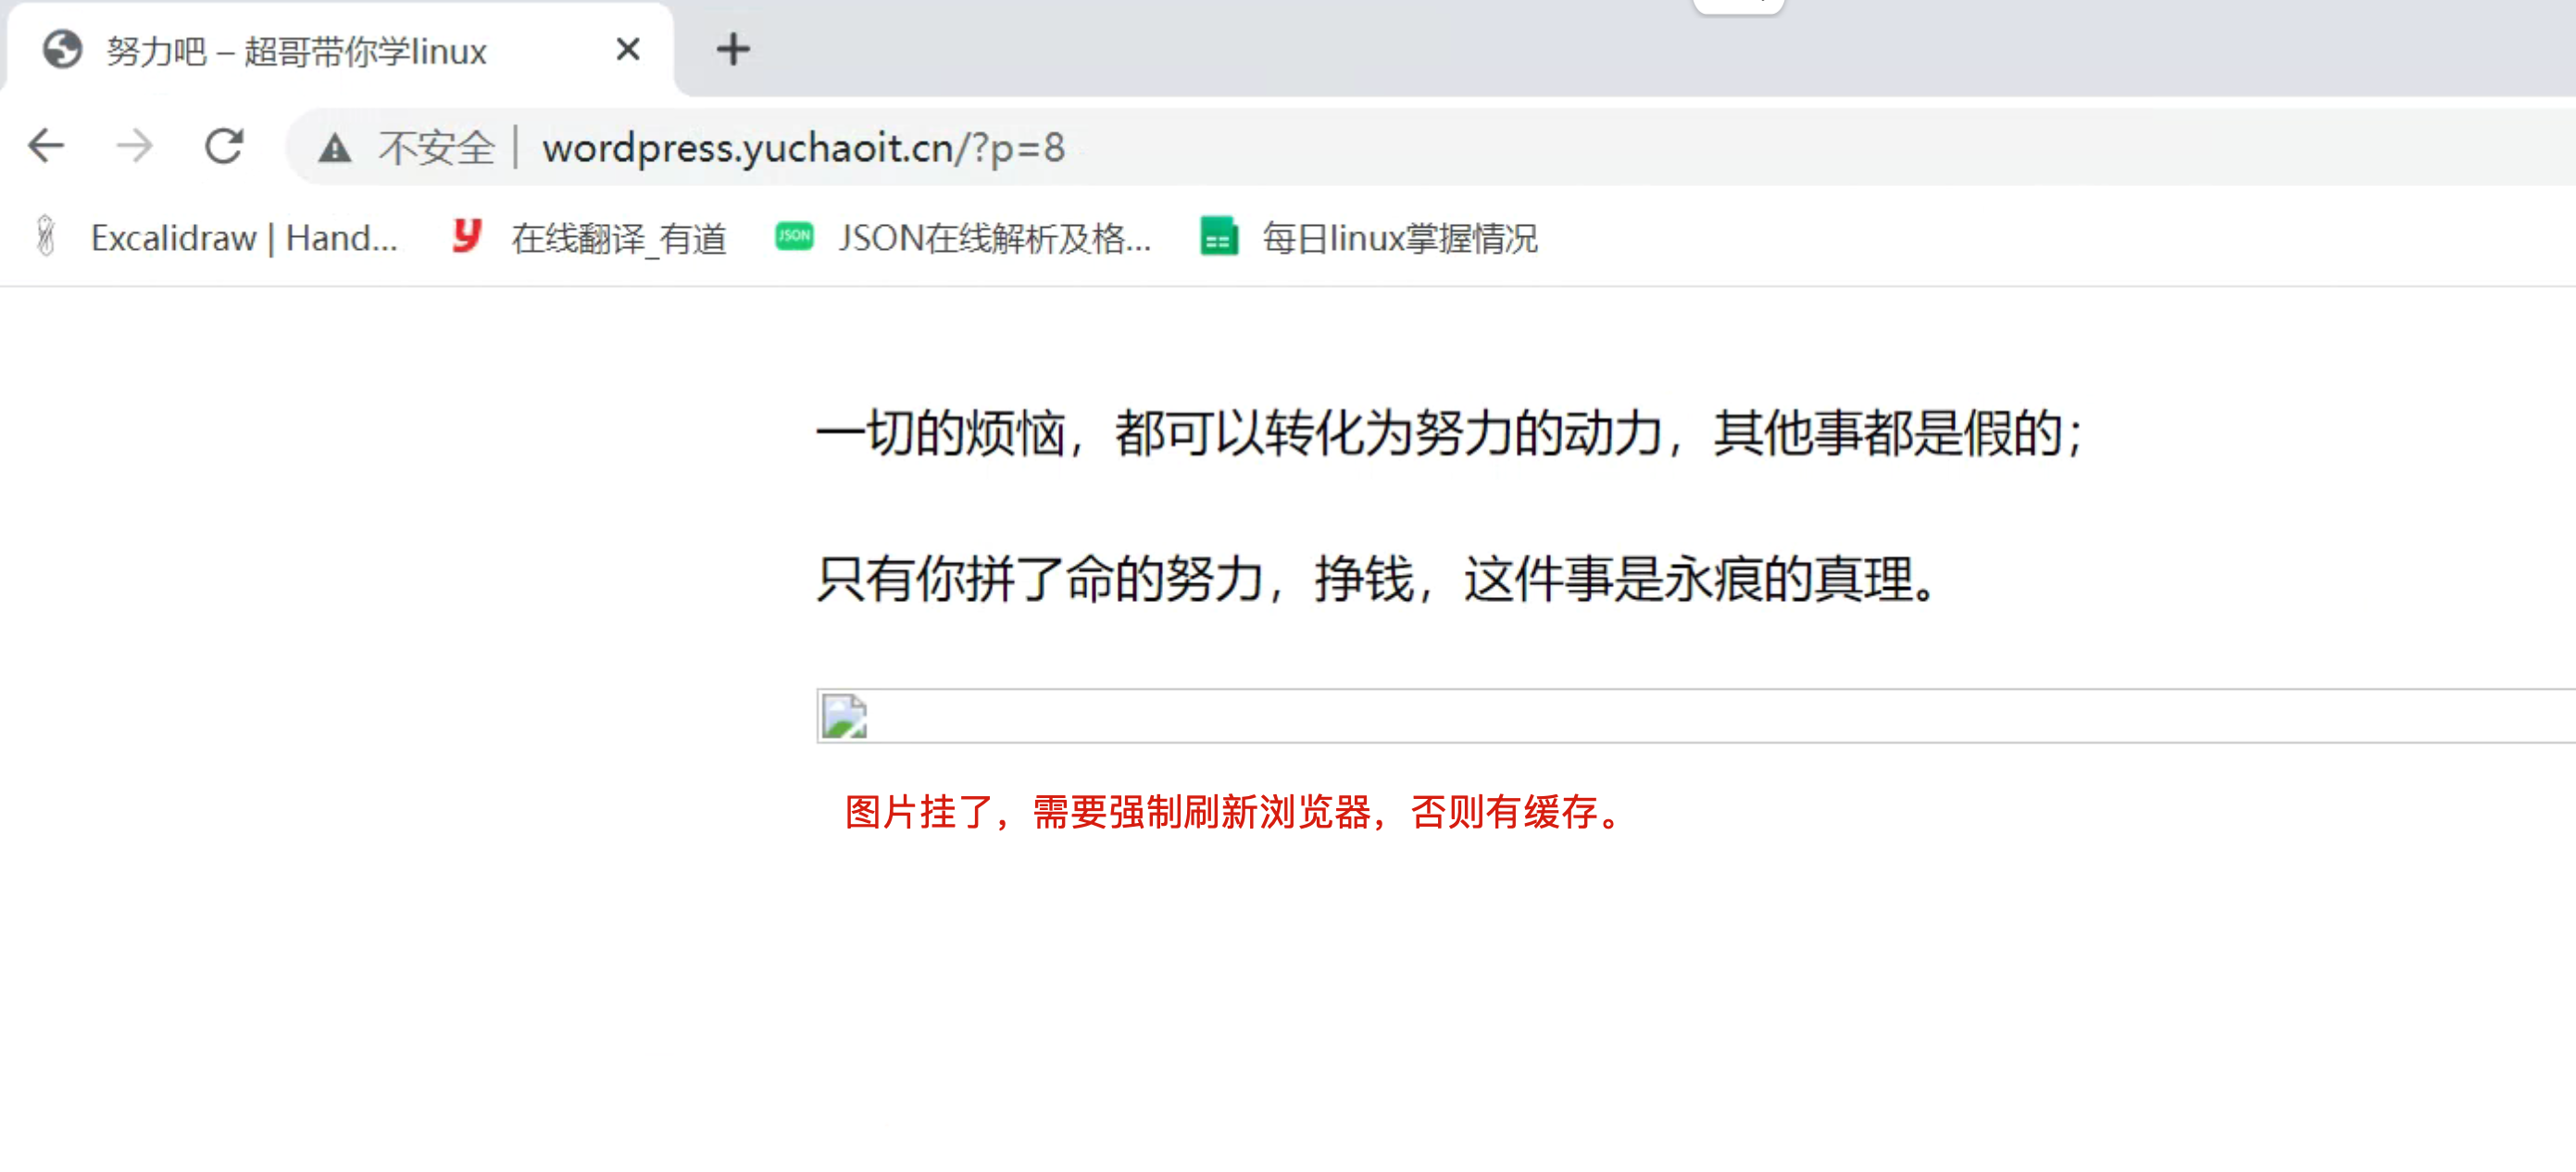 努力吧 – 超哥带你学linux
不安全 | wordpress.yuchaoit.cn/?p=8
Excalidraw | Hand... 在线翻译_有道 JSON在线解析及格... 每日linux掌握情况
一切的烦恼，都可以转化为努力的动力，其他事都是假的；
只有你拼了命的努力，挣钱，这件事是永痕的真理。
图片挂了，需要强制刷新浏览器，否则有缓存。